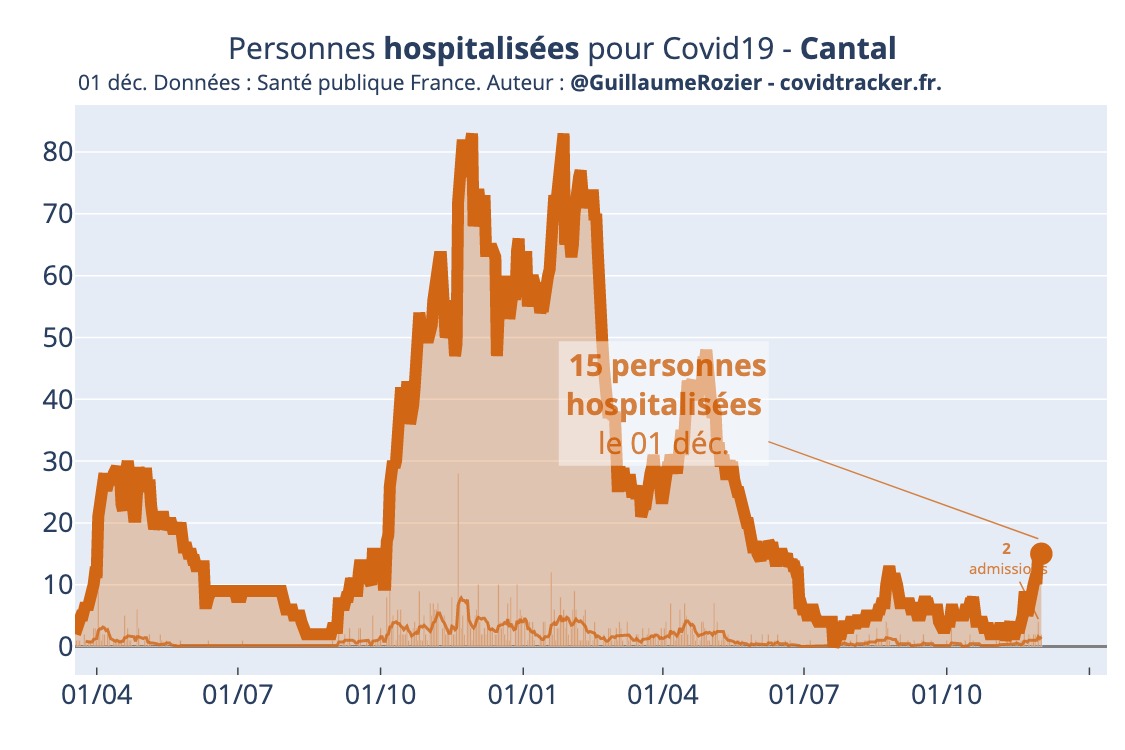 Personnes hospitalisées pour Covid19 - Cantal
01 déc. Données : Santé publique France. Auteur : @GuillaumeRozier - covidtracker.fr.
80
70
60
50
40
30
20
10
0
15 personnes
hospitalisées
le 01 déc.
2
admissions
01/04
01/07
01/10
01/01
01/04
01/07
01/10